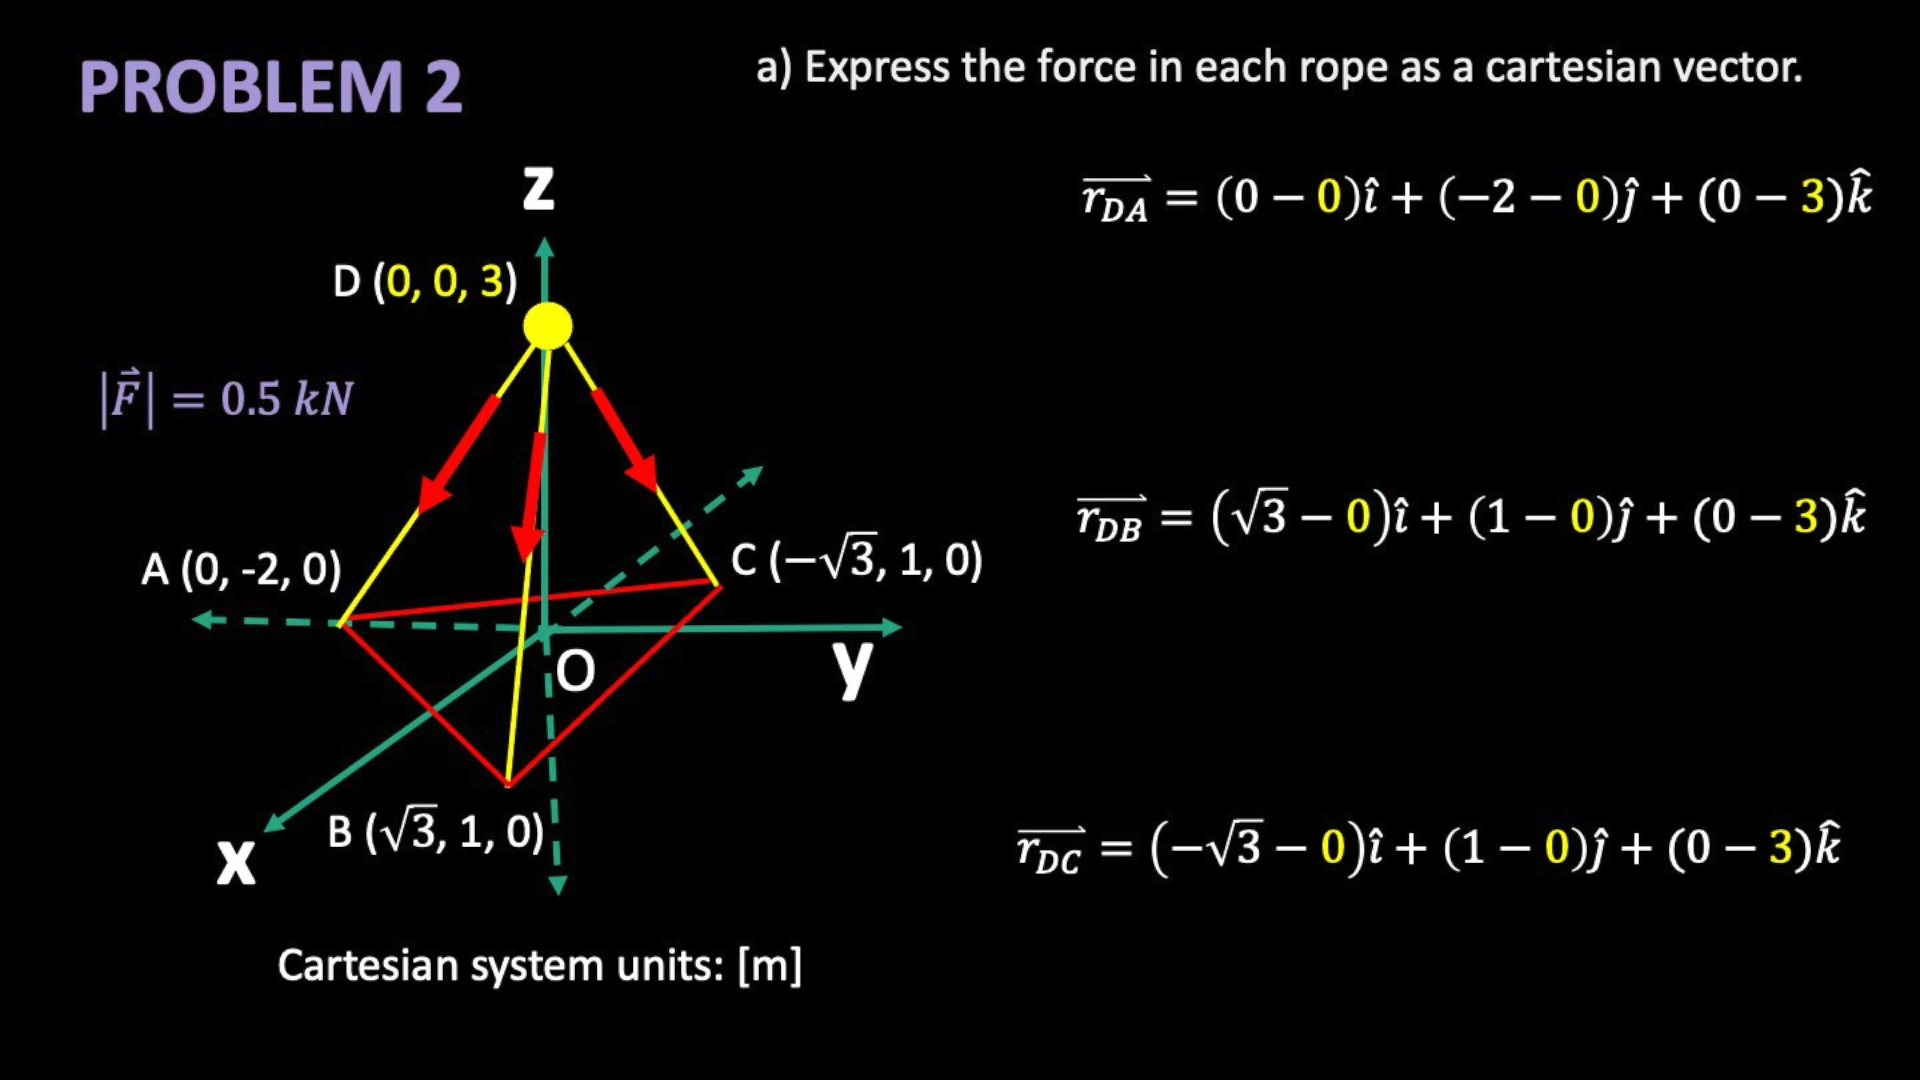 PROBLEM 2
a) Express the force in each rope as a cartesian vector.
z
D (0, 0, 3)
|F⃗| = 0.5 kN
A (0, -2, 0)
C (−√3, 1, 0)
O
y
B (√3, 1, 0)
x
Cartesian system units: [m]
r_DA⃗ = (0 − 0)î + (−2 − 0)ĵ + (0 − 3)k̂
r_DB⃗ = (√3 − 0)î + (1 − 0)ĵ + (0 − 3)k̂
r_DC⃗ = (−√3 − 0)î + (1 − 0)ĵ + (0 − 3)k̂